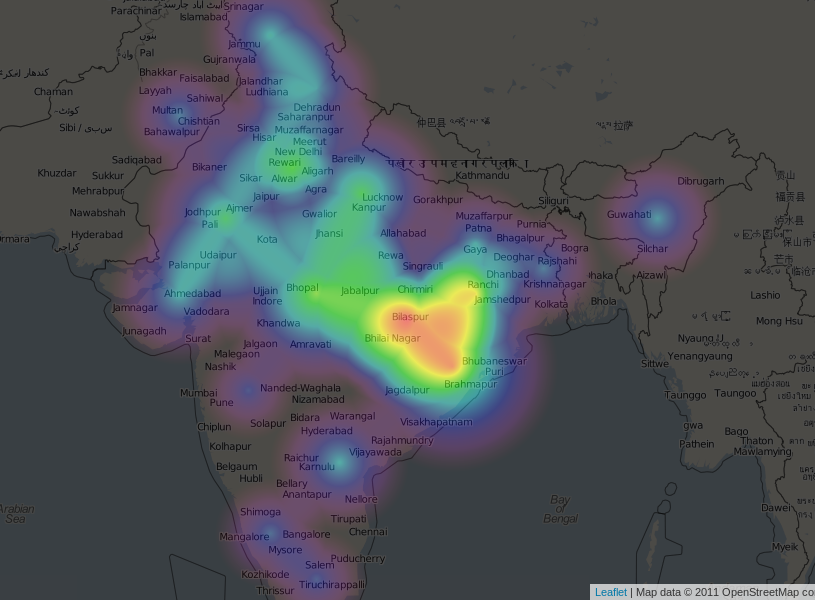 Srinagar
Parachinar
Islamabad
Jammu
Gujranwala
Pal
Bhakkar
Faisalabad
Jalandhar
Layyah
Ludhiana
Chaman
Sahiwal
Multan
Dehradun
Chishtian
Saharanpur
Bahawalpur
Sirsa
Muzaffarnagar
Hisar
Meerut
New Delhi
Sadiqabad
Bikaner
Rewari
Bareilly
Khuzdar
Sukkur
Sikar
Alwar
Aligarh
Kathmandu
Dibrugarh
Mehrabpur
Jaipur
Agra
Lucknow
Gorakhpur
Siliguri
Nawabshah
Jodhpur
Ajmer
Gwalior
Kanpur
Muzaffarpur
Guwahati
Pali
Jhansi
Allahabad
Patna
Purnia
Hyderabad
Kota
Bhagalpur
Silchar
Udaipur
Rewa
Gaya
Deoghar
Bogra
Palanpur
Singrauli
Dhanbad
Rajshahi
Aizawl
Ahmedabad
Ujjain
Bhopal
Jabalpur
Chirmiri
Ranchi
Krishnanagar
Lashio
Jamnagar
Vadodara
Indore
Jamshedpur
Kolkata
Bhola
Junagadh
Surat
Khandwa
Bilaspur
Mong Hsu
Malegaon
Jalgaon
Amravati
Bhilai Nagar
Nashik
Bhubaneswar
Puri
Sittwe
Yenangyaung
Mumbai
Pune
Nanded-Waghala
Nizamabad
Jagdalpur
Brahmapur
Taunggo
Taungoo
Chiplun
Solapur
Bidara
Warangal
Visakhapatnam
Hyderabad
Kolhapur
Rajahmundry
Bago
Pathein
Thaton
Belgaum
Raichur
Vijayawada
Mawlamying
Hubli
Karnulu
Bellary
Anantapur
Nellore
Arabian
Sea
Bay
of
Bengal
Shimoga
Tirupati
Dawei
Mangalore
Bangalore
Chennai
Mysore
Myeik
Salem
Puducherry
Kozhikode
Thrissur
Tiruchirappalli
Leaflet | Map data © 2011 OpenStreetMap co